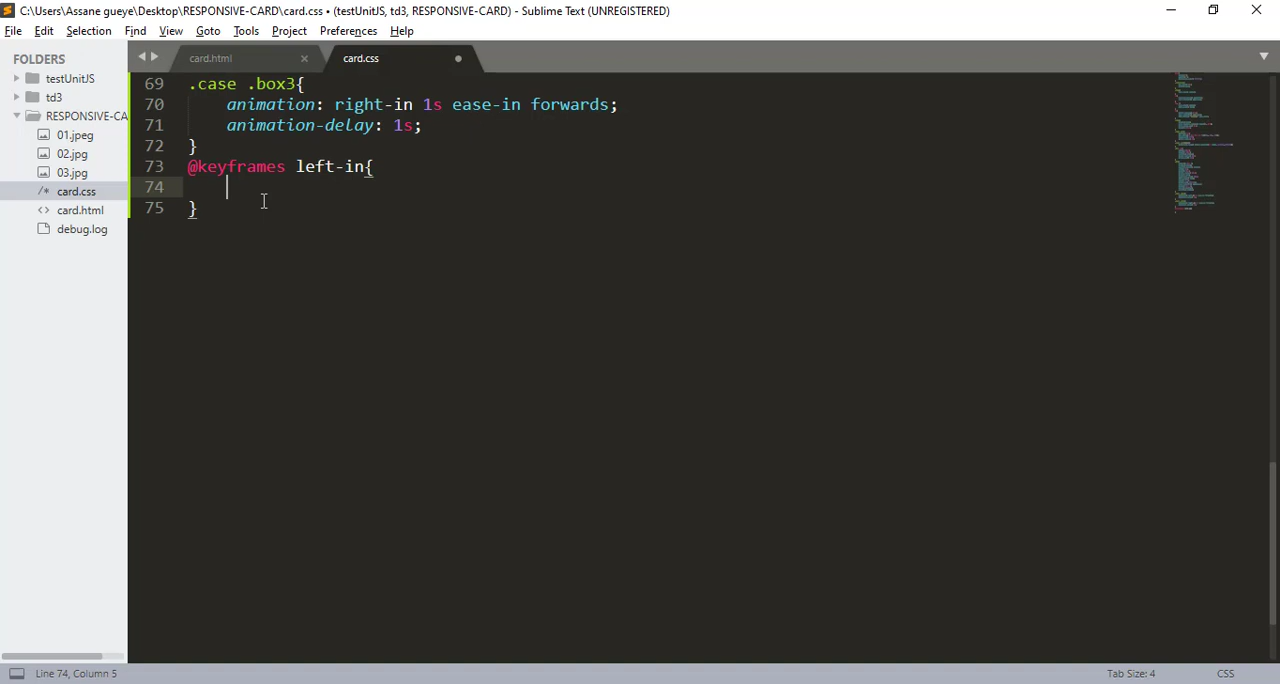 C:\Users\Assane gueye\Desktop\RESPONSIVE-CARD\card.css • (testUnitJS, td3, RESPONSIVE-CARD) - Sublime Text (UNREGISTERED)
File Edit Selection Find View Goto Tools Project Preferences Help
FOLDERS
testUnitJS
td3
RESPONSIVE-CA
01.jpeg
02.jpg
03.jpg
/* card.css
<> card.html
debug.log
card.html × card.css
69 .case .box3{
70 animation: right-in 1s ease-in forwards;
71 animation-delay: 1s;
72 }
73 @keyframes left-in{
74
75 }
Line 74, Column 5
Tab Size: 4
CSS